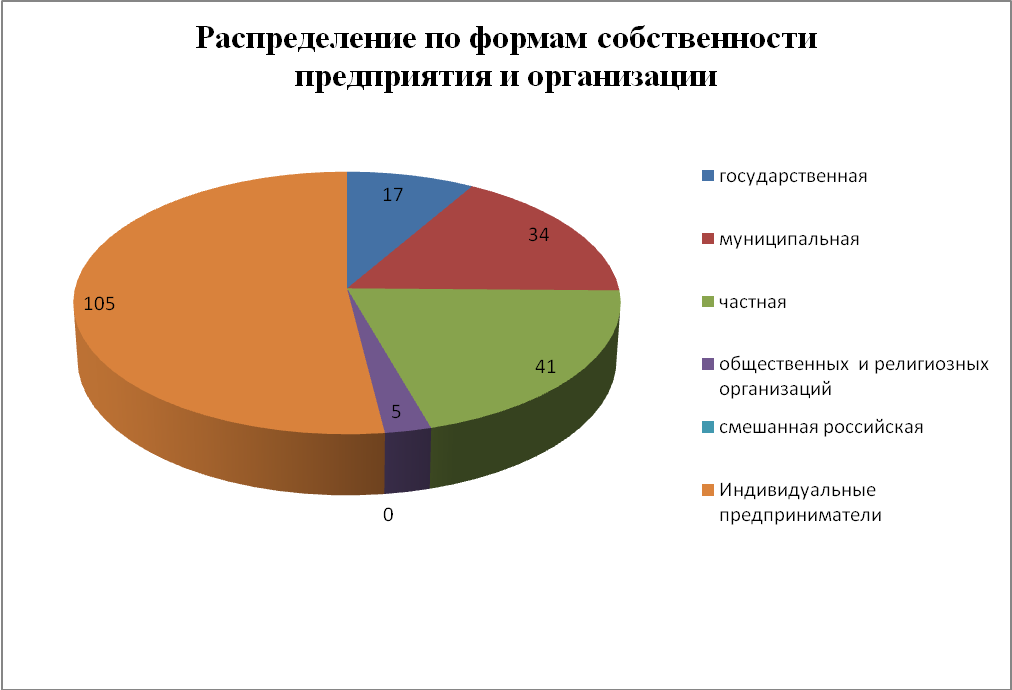 Распределение по формам собственности
предприятия и организации
17
34
105
41
5
0
государственная
муниципальная
частная
общественных и религиозных
организаций
смешанная российская
Индивидуальные
предприниматели